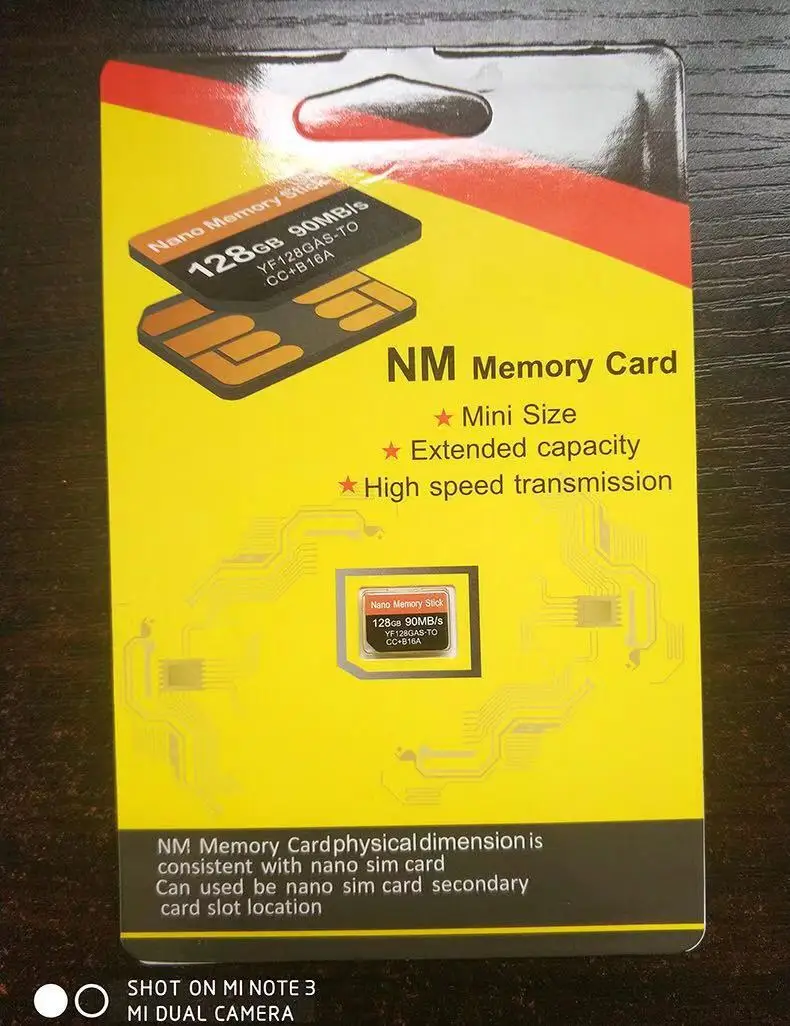 Nano Memory Stick
128GB 90MB/s
YF128GAS-TO
CC+B16A
NM Memory Card
★ Mini Size
★ Extended capacity
★ High speed transmission
Nano Memory Stick
128GB 90MB/s
YF128GAS-TO
CC+B16A
NM Memory Card physical dimension is
consistent with nano sim card
Can used be nano sim card secondary
card slot location
SHOT ON MI NOTE 3
MI DUAL CAMERA